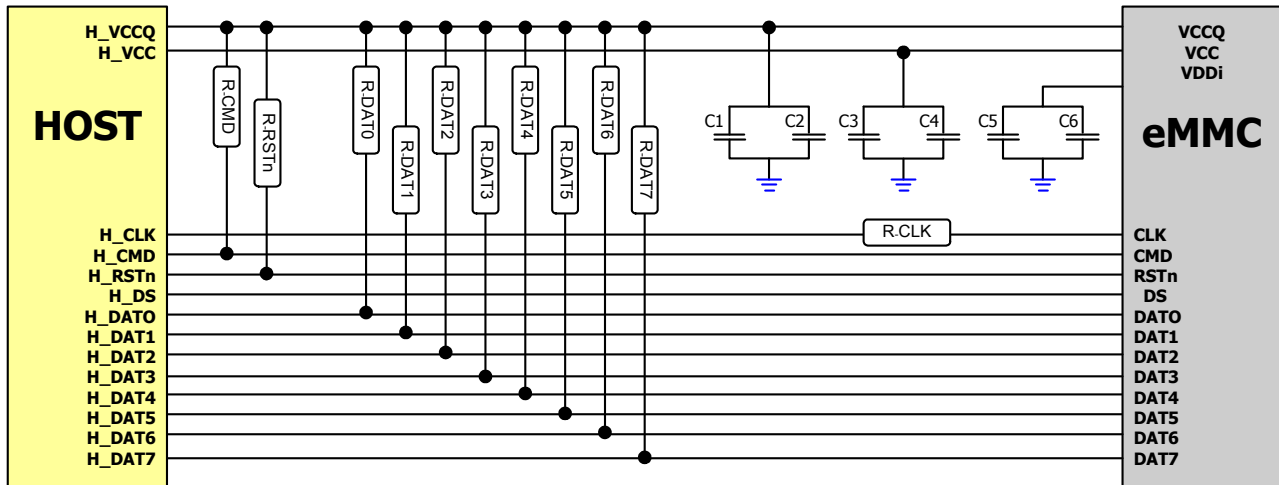 HOST
H_VCCQ
H_VCC
H_CLK
H_CMD
H_RSTn
H_DS
H_DATO
H_DAT1
H_DAT2
H_DAT3
H_DAT4
H_DAT5
H_DAT6
H_DAT7
R-CMD
R-RSTn
R-DAT0
R-DAT1
R-DAT2
R-DAT3
R-DAT4
R-DAT5
R-DAT6
R-DAT7
C1
C2
C3
C4
C5
C6
R-CLK
VCCQ
VCC
VDDi
eMMC
CLK
CMD
RSTn
DS
DATO
DAT1
DAT2
DAT3
DAT4
DAT5
DAT6
DAT7